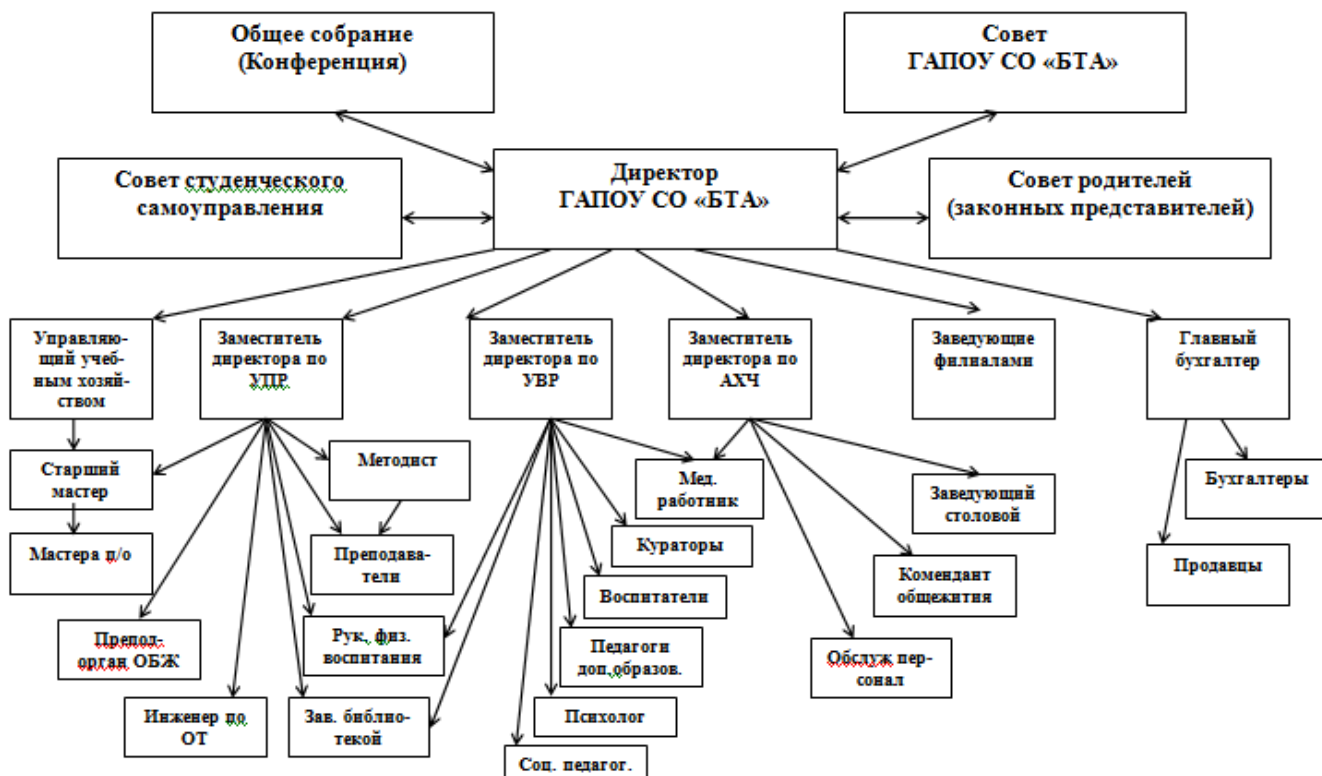 Общее собрание
(Конференция)
Совет
ГАПОУ СО «БТА»
Совет студенческого
самоуправления
Директор
ГАПОУ СО «БТА»
Совет родителей
(законных представителей)
Управляю-
щий учеб-
ным хозяй-
ством
Заместитель
директора по
УПР
Заместитель
директора по
УВР
Заместитель
директора по
АХЧ
Заведующие
филиалами
Главный
бухгалтер
Старший
мастер
Методист
Мед.
работник
Заведующий
столовой
Бухгалтеры
Мастера п/о
Преподава-
тели
Кураторы
Комендант
общежития
Продавцы
Воспитатели
Препод-
орган ОБЖ
Рук. физ.
воспитания
Педагоги
доп.образов.
Обслуж пер-
сонал
Инженер по
ОТ
Зав. библио-
текой
Психолог
Соц. педагог.